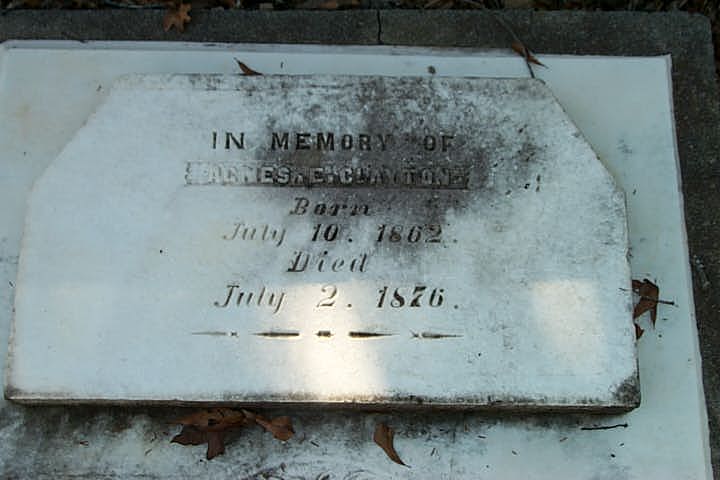 IN MEMORY OF
AGNES. E. CLAYTON.
Born
July 10. 1862.
Died
July 2. 1876.